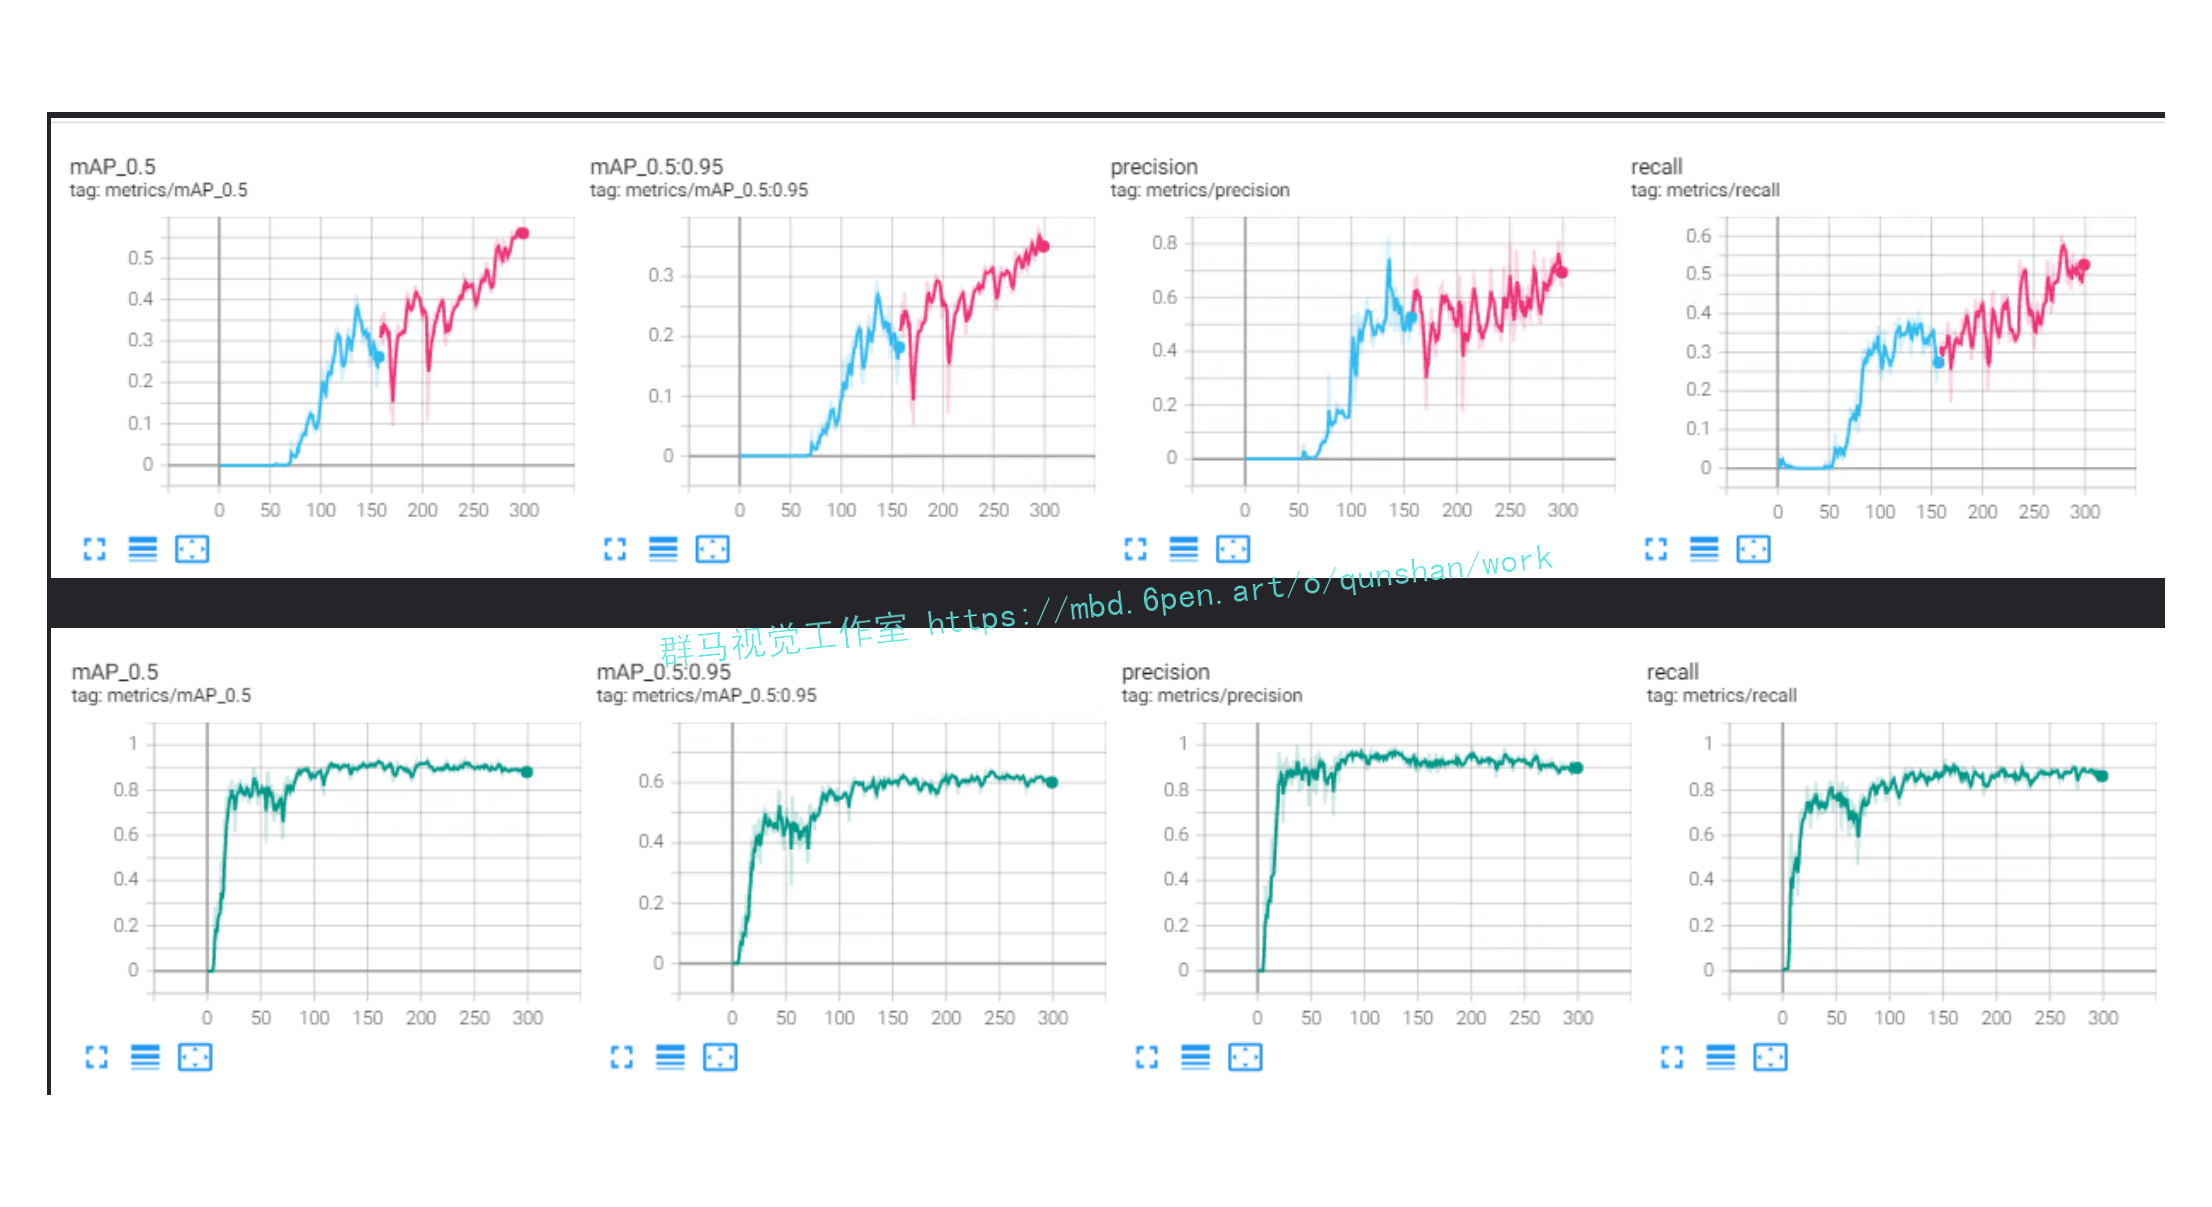 mAP_0.5
tag: metrics/mAP_0.5
0.5
0.4
0.3
0.2
0.1
0
0 50 100 150 200 250 300
mAP_0.5:0.95
tag: metrics/mAP_0.5:0.95
0.3
0.2
0.1
0
0 50 100 150 200 250 300
precision
tag: metrics/precision
0.8
0.6
0.4
0.2
0
0 50 100 150 200 250 300
recall
tag: metrics/recall
0.6
0.5
0.4
0.3
0.2
0.1
0
0 50 100 150 200 250 300
群马视觉工作室 https://mbd.6pen.art/o/qunshan/work
mAP_0.5
tag: metrics/mAP_0.5
1
0.8
0.6
0.4
0.2
0
0 50 100 150 200 250 300
mAP_0.5:0.95
tag: metrics/mAP_0.5:0.95
0.6
0.4
0.2
0
0 50 100 150 200 250 300
precision
tag: metrics/precision
1
0.8
0.6
0.4
0.2
0
0 50 100 150 200 250 300
recall
tag: metrics/recall
1
0.8
0.6
0.4
0.2
0
0 50 100 150 200 250 300